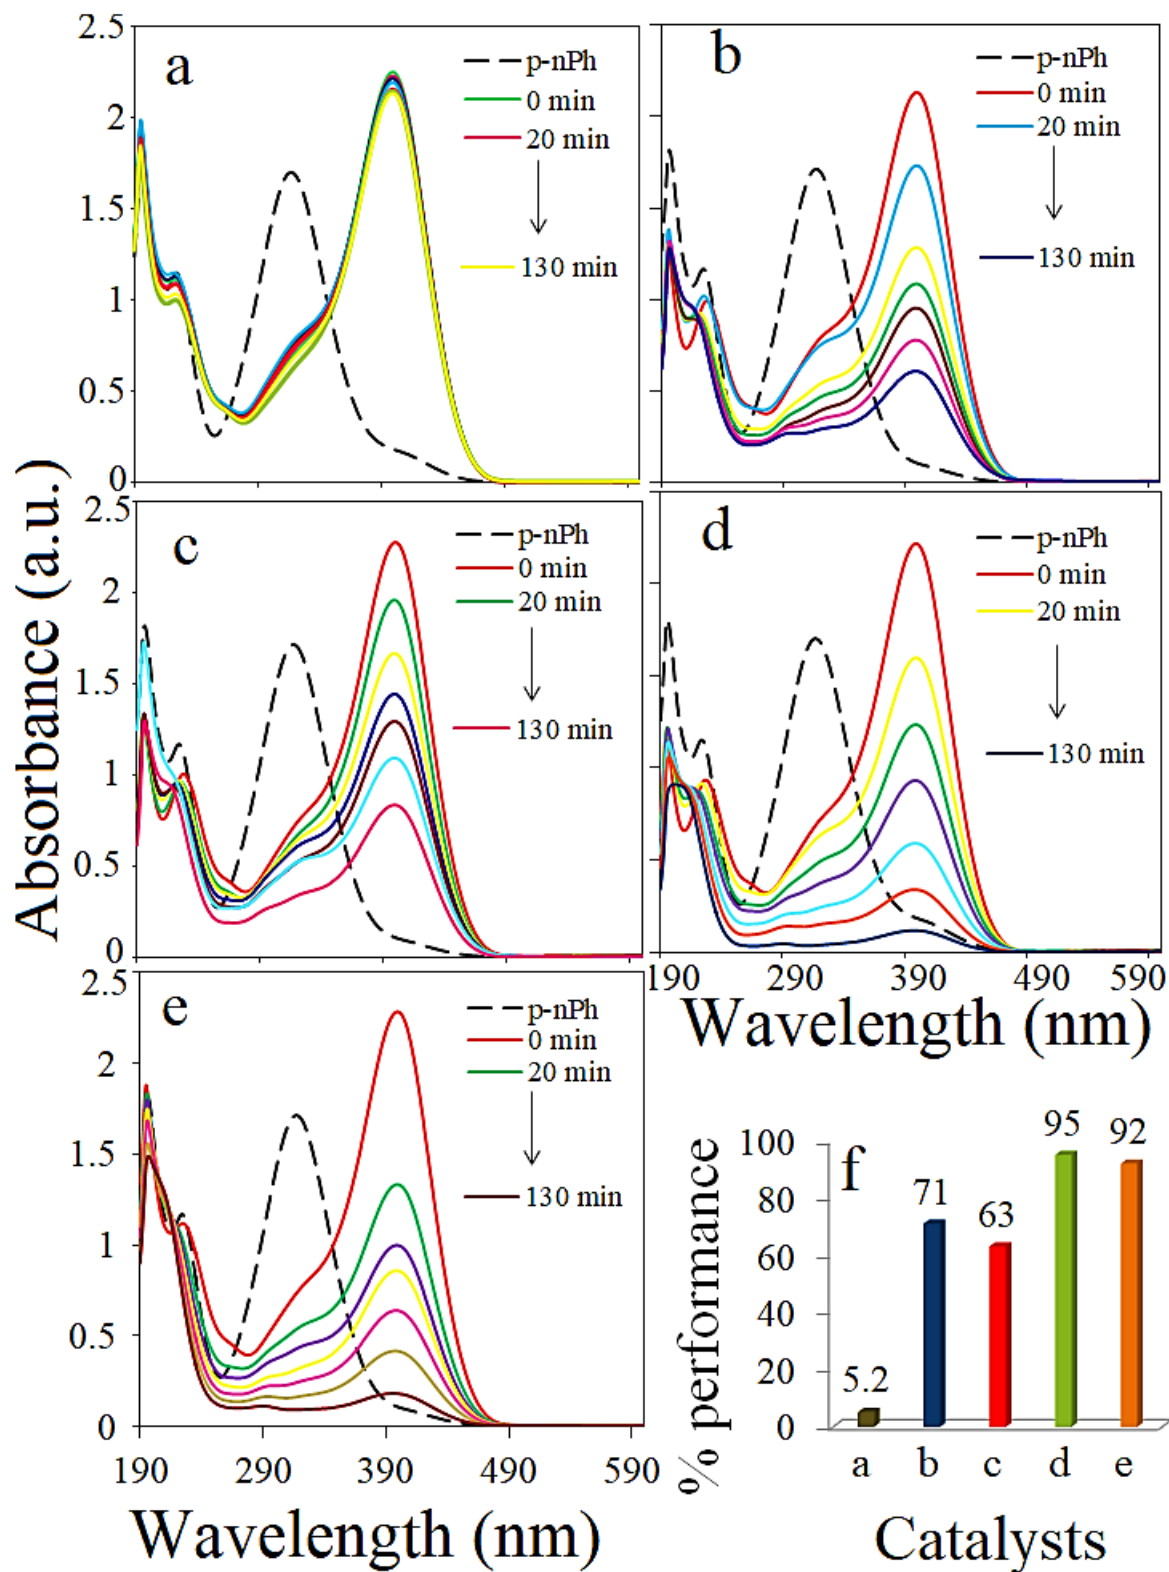 Absorbance (a.u.)
2.5
2
1.5
1
0.5
0
a
p-nPh
0 min
20 min
130 min
b
p-nPh
0 min
20 min
130 min
2.5
2
1.5
1
0.5
0
c
p-nPh
0 min
20 min
130 min
d
p-nPh
0 min
20 min
130 min
190 290 390 490 590
Wavelength (nm)
2.5
2
1.5
1
0.5
0
e
p-nPh
0 min
20 min
130 min
190 290 390 490 590
Wavelength (nm)
% performance
100
80
60
40
20
0
f
5.2
71
63
95
92
a b c d e
Catalysts